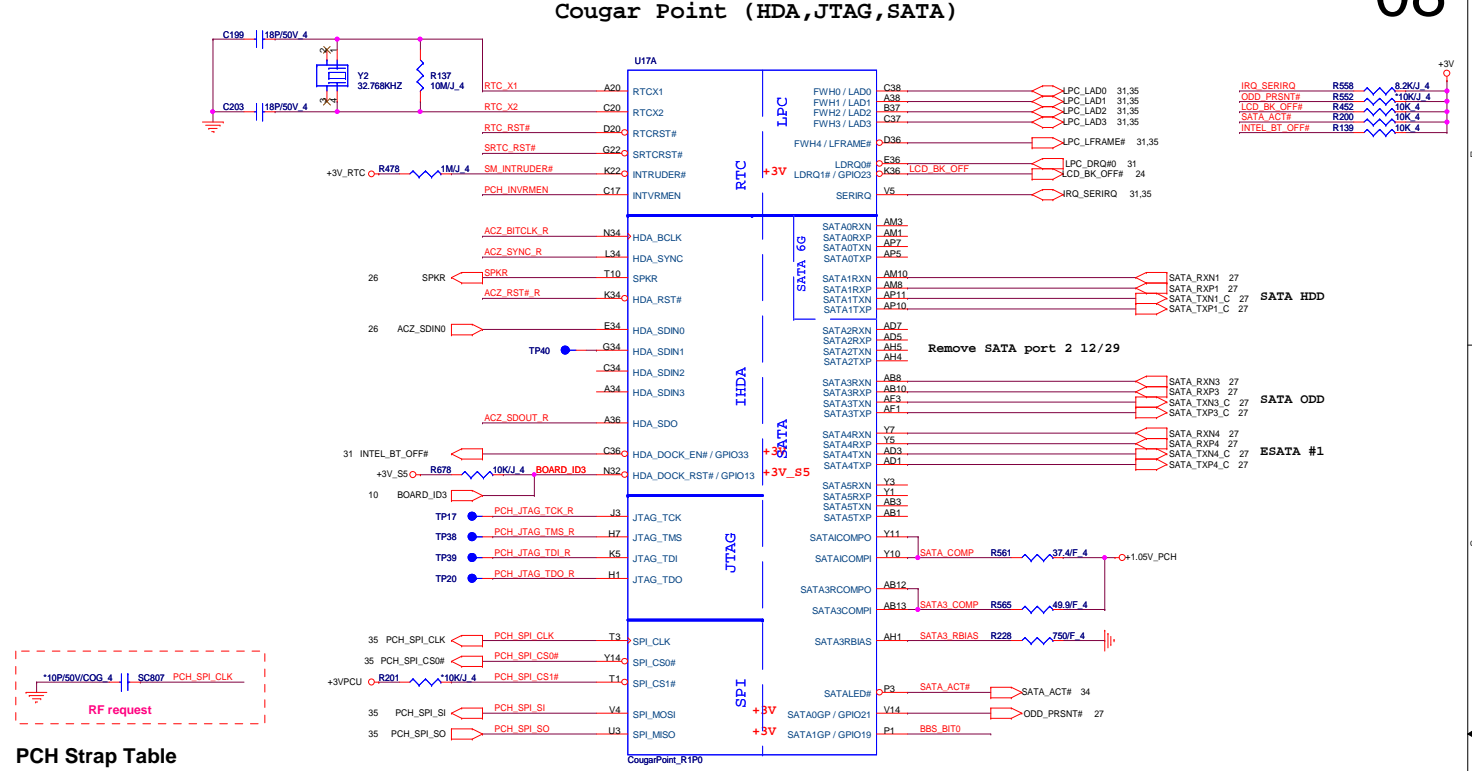 Cougar Point (HDA,JTAG,SATA)
08
C199 18P/50V_4
Y2
32.768KHZ
2 1
3 4
R137
10M/J_4
C203 18P/50V_4
U17A
RTC_X1 A20 RTCX1
RTC_X2 C20 RTCX2
RTC_RST# D20 RTCRST#
SRTC_RST# G22 SRTCRST#
+3V_RTC R478 1M/J_4 SM_INTRUDER# K22 INTRUDER#
PCH_INVRMEN C17 INTVRMEN
RTC
LPC
FWH0 / LAD0 C38 LPC_LAD0 31,35
FWH1 / LAD1 A38 LPC_LAD1 31,35
FWH2 / LAD2 B37 LPC_LAD2 31,35
FWH3 / LAD3 C37 LPC_LAD3 31,35
FWH4 / LFRAME# D36 LPC_LFRAME# 31,35
LDRQ0# E36 LPC_DRQ#0 31
+3V LDRQ1# / GPIO23 K36 LCD_BK_OFF LCD_BK_OFF# 24
SERIRQ V5 IRQ_SERIRQ 31,35
+3V
IRQ_SERIRQ R558 8.2K/J_4
ODD_PRSNT# R552 *10K/J_4
LCD_BK_OFF# R452 10K_4
SATA_ACT# R200 10K_4
INTEL_BT_OFF# R139 10K_4
ACZ_BITCLK_R N34 HDA_BCLK
ACZ_SYNC_R L34 HDA_SYNC
26 SPKR SPKR T10 SPKR
ACZ_RST#_R K34 HDA_RST#
26 ACZ_SDIN0 E34 HDA_SDIN0
TP40 G34 HDA_SDIN1
C34 HDA_SDIN2
A34 HDA_SDIN3
ACZ_SDOUT_R A36 HDA_SDO
31 INTEL_BT_OFF# C36 HDA_DOCK_EN# / GPIO33 +3V
+3V_S5 R678 10K/J_4 BOARD_ID3 N32 HDA_DOCK_RST# / GPIO13 +3V_S5
10 BOARD_ID3
IHDA
SATA 6G
SATA
SATA0RXN AM3
SATA0RXP AM1
SATA0TXN AP7
SATA0TXP AP5
SATA1RXN AM10 SATA_RXN1 27
SATA1RXP AM8 SATA_RXP1 27
SATA1TXN AP11 SATA_TXN1_C 27
SATA1TXP AP10 SATA_TXP1_C 27
SATA HDD
SATA2RXN AD7
SATA2RXP AD5
SATA2TXN AH5
SATA2TXP AH4
Remove SATA port 2 12/29
SATA3RXN AB8 SATA_RXN3 27
SATA3RXP AB10 SATA_RXP3 27
SATA3TXN AF3 SATA_TXN3_C 27
SATA3TXP AF1 SATA_TXP3_C 27
SATA ODD
SATA4RXN Y7 SATA_RXN4 27
SATA4RXP Y5 SATA_RXP4 27
SATA4TXN AD3 SATA_TXN4_C 27
SATA4TXP AD1 SATA_TXP4_C 27
ESATA #1
SATA5RXN Y3
SATA5RXP Y1
SATA5TXN AB3
SATA5TXP AB1
SATAICOMPO Y11
SATAICOMPI Y10 SATA_COMP R561 37.4/F_4 +1.05V_PCH
SATA3RCOMPO AB12
SATA3COMPI AB13 SATA3_COMP R565 49.9/F_4
SATA3RBIAS AH1 SATA3_RBIAS R228 750/F_4
TP17 PCH_JTAG_TCK_R J3 JTAG_TCK
TP38 PCH_JTAG_TMS_R H7 JTAG_TMS
TP39 PCH_JTAG_TDI_R K5 JTAG_TDI
TP20 PCH_JTAG_TDO_R H1 JTAG_TDO
JTAG
35 PCH_SPI_CLK PCH_SPI_CLK T3 SPI_CLK
35 PCH_SPI_CS0# PCH_SPI_CS0# Y14 SPI_CS0#
+3VPCU R201 *10K/J_4 PCH_SPI_CS1# T1 SPI_CS1#
35 PCH_SPI_SI PCH_SPI_SI V4 SPI_MOSI
35 PCH_SPI_SO PCH_SPI_SO U3 SPI_MISO
SPI
SATALED# P3 SATA_ACT# SATA_ACT# 34
+3V SATA0GP / GPIO21 V14 ODD_PRSNT# 27
+3V SATA1GP / GPIO19 P1 BBS_BIT0
CougarPoint_R1P0
*10P/50V/COG_4 SC807 PCH_SPI_CLK
RF request
PCH Strap Table